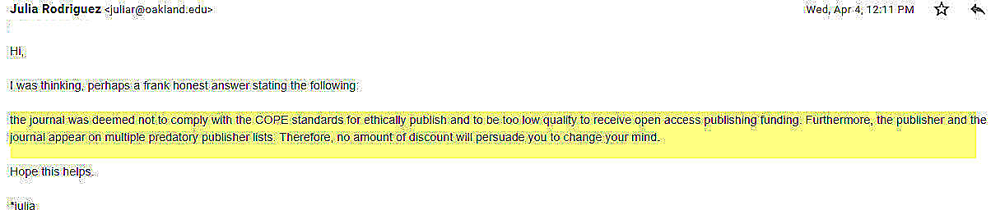 Julia Rodriguez <juliar@oakland.edu> Wed, Apr 4, 12:11 PM
Hi,
I was thinking, perhaps a frank honest answer stating the following:
the journal was deemed not to comply with the COPE standards for ethically publish and to be too low quality to receive open access publishing funding. Furthermore, the publisher and the
journal appear on multiple predatory publisher lists. Therefore, no amount of discount will persuade you to change your mind.
Hope this helps.
*julia